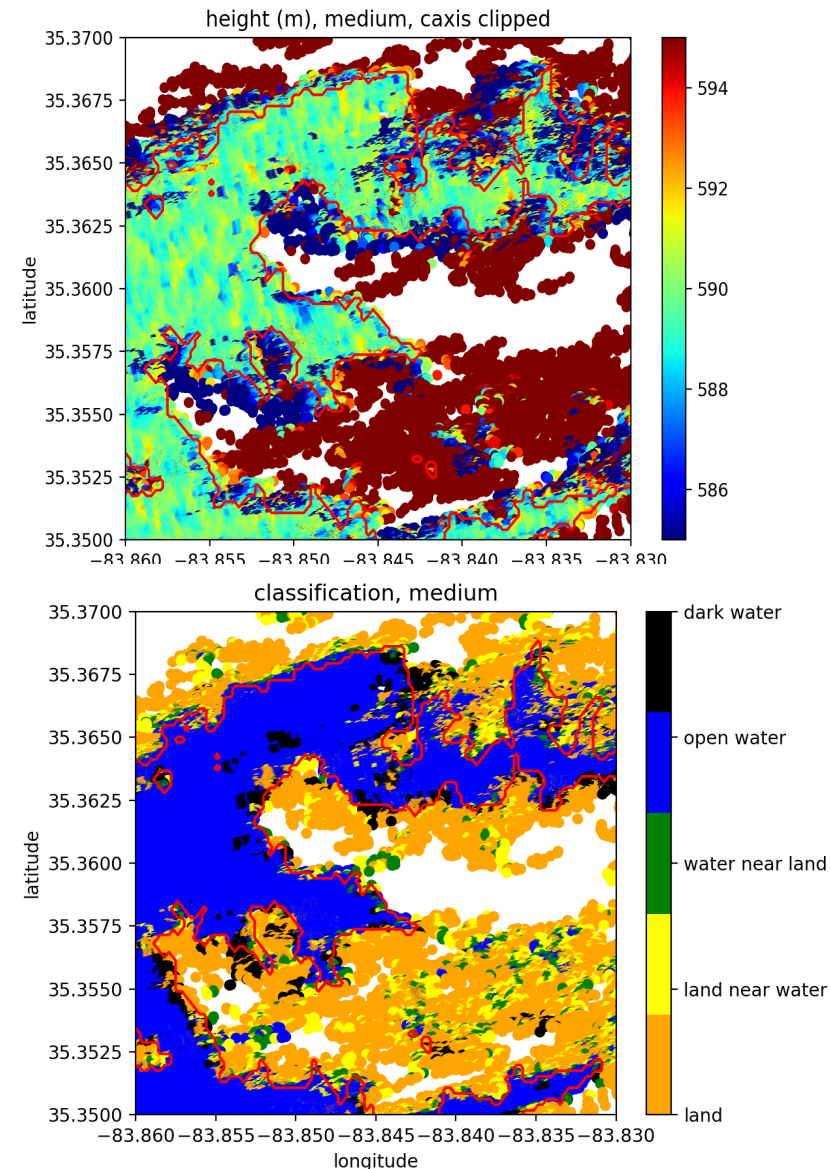 height (m), medium, caxis clipped
35.3700
35.3675
35.3650
35.3625
35.3600
35.3575
35.3550
35.3525
35.3500
latitude
−83.860 −83.855 −83.850 −83.845 −83.840 −83.835 −83.830
594
592
590
588
586
classification, medium
35.3700
35.3675
35.3650
35.3625
35.3600
35.3575
35.3550
35.3525
35.3500
latitude
−83.860 −83.855 −83.850 −83.845 −83.840 −83.835 −83.830
longitude
dark water
open water
water near land
land near water
land